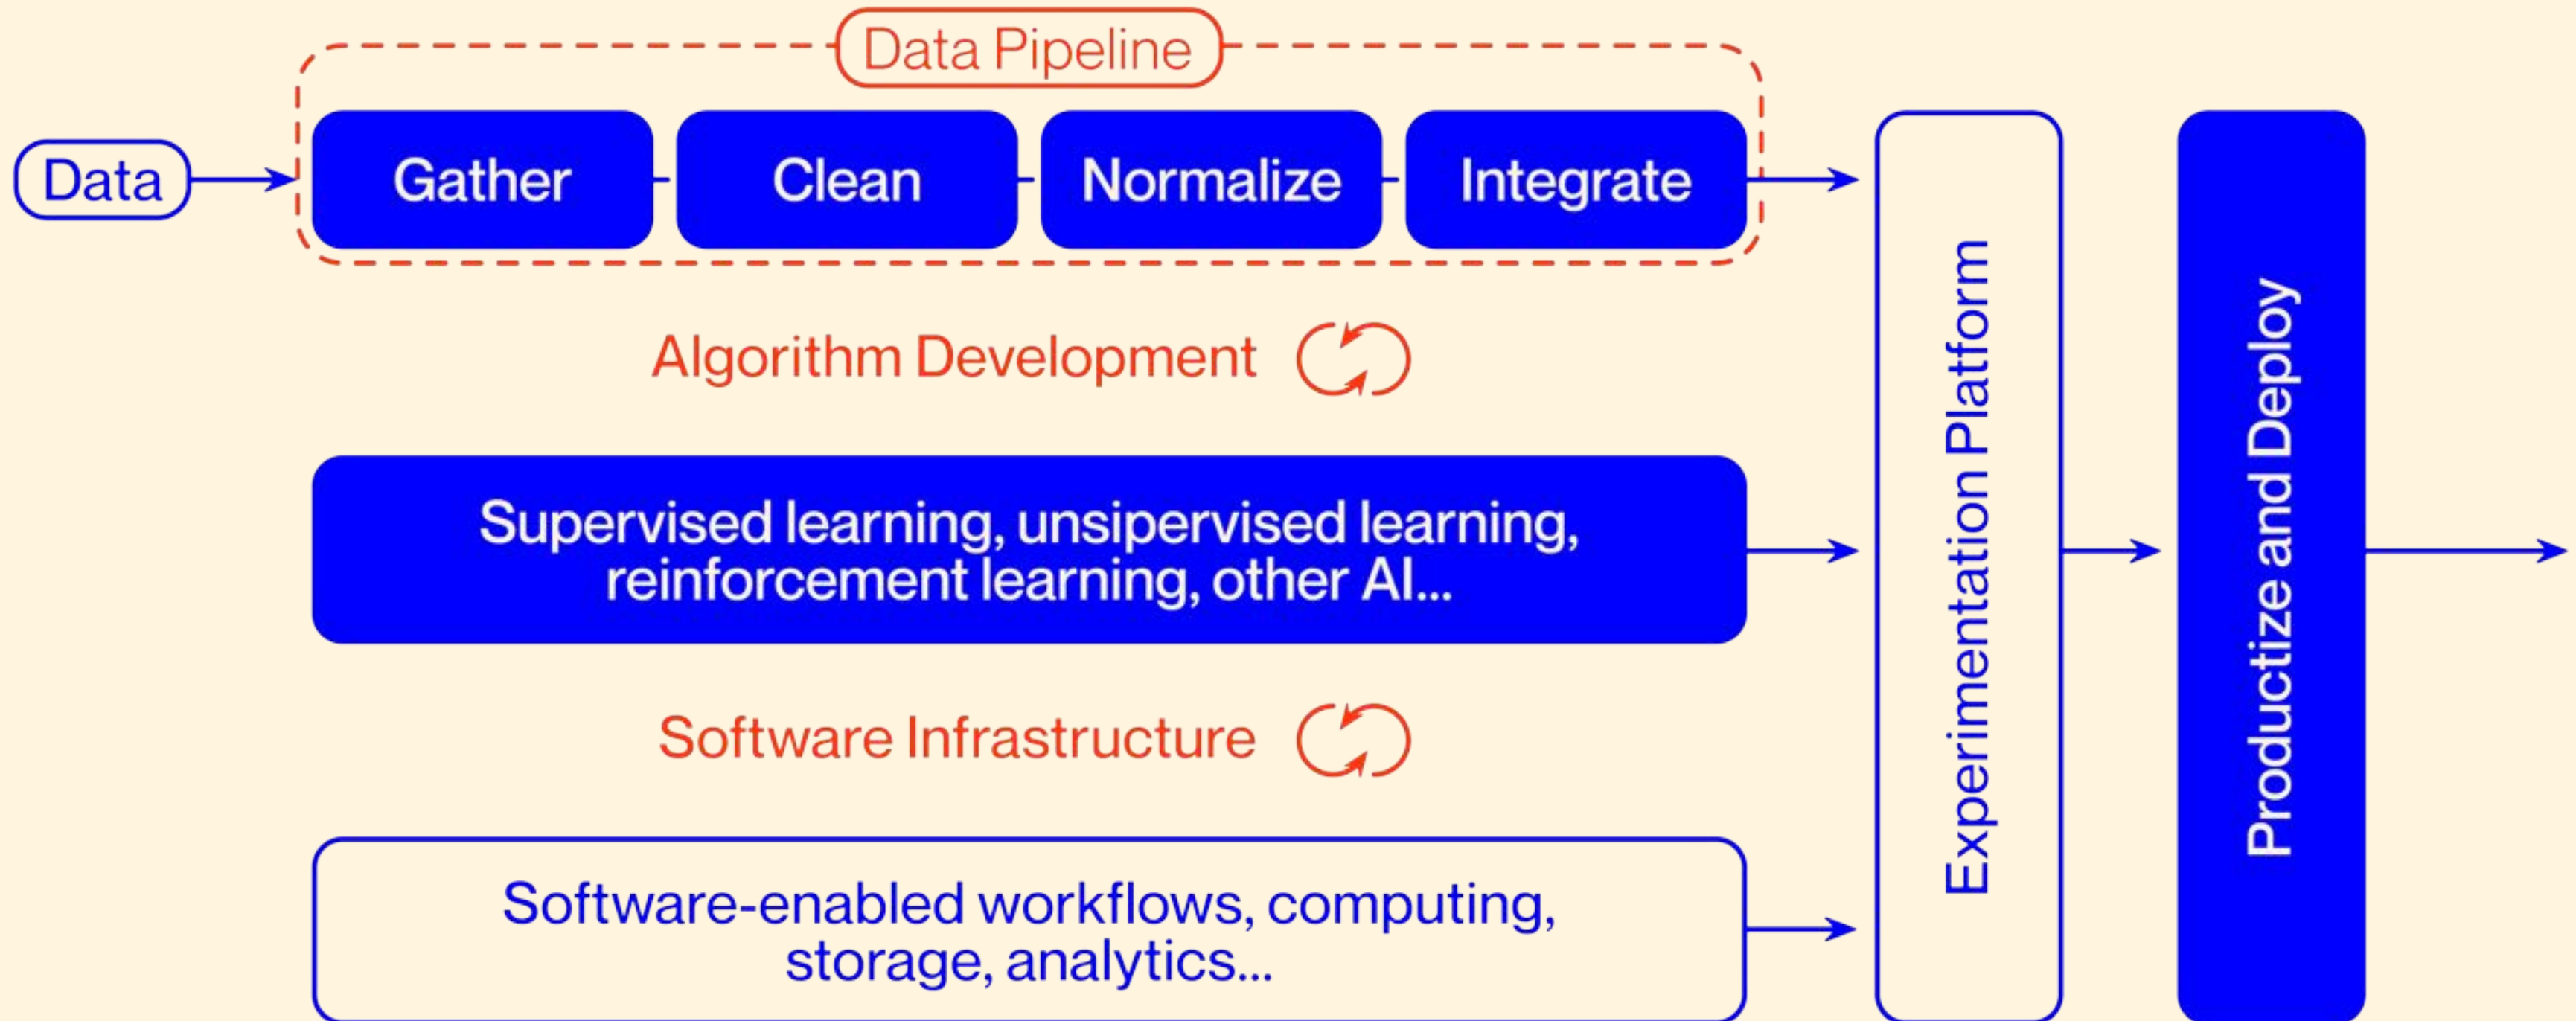 Data Pipeline
Data
Gather
Clean
Normalize
Integrate
Algorithm Development
Supervised learning, unsipervised learning,
reinforcement learning, other AI...
Software Infrastructure
Software-enabled workflows, computing,
storage, analytics...
Experimentation Platform
Productize and Deploy